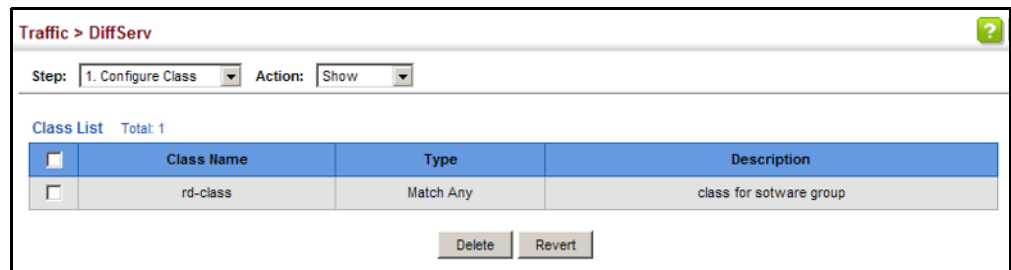 Traffic > DiffServ
?
Step: 1. Configure Class Action: Show
Class List Total: 1
Class Name Type Description
rd-class Match Any class for sotware group
Delete Revert